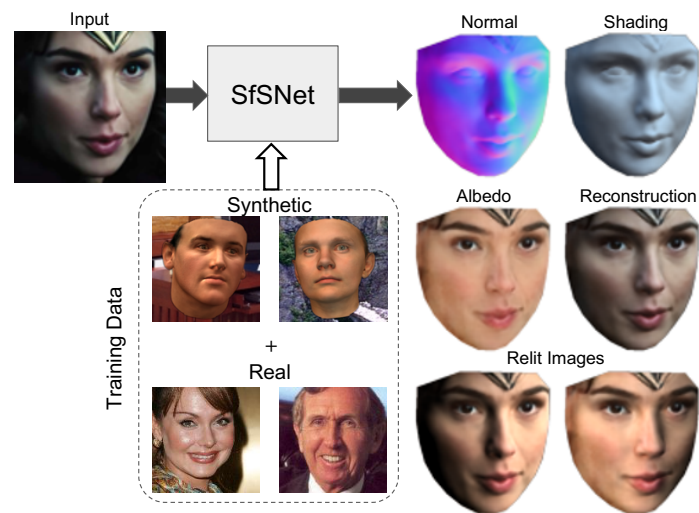 Input
SfSNet
Normal
Shading
Synthetic
Albedo
Reconstruction
Training Data
+
Real
Relit Images